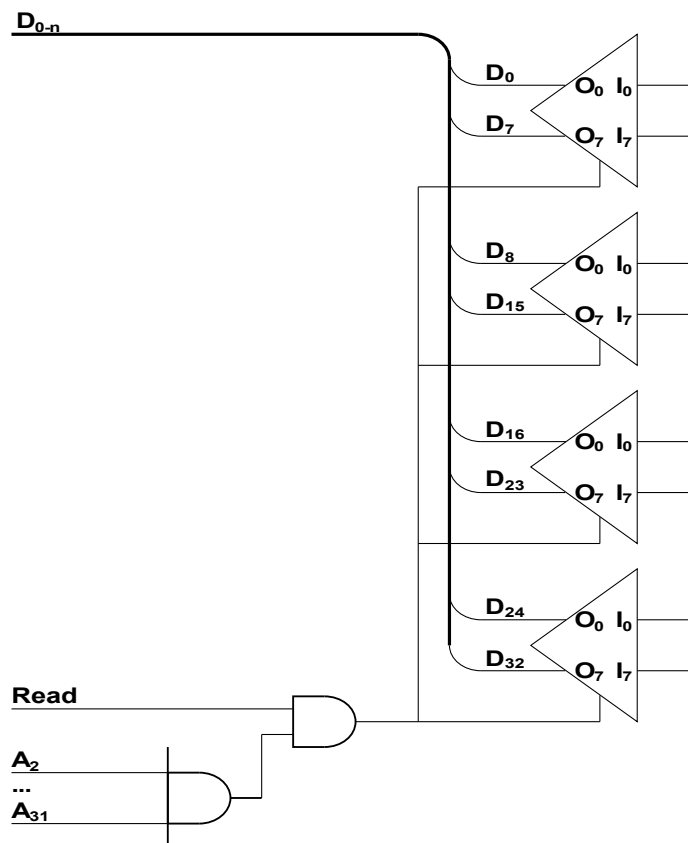 D₀₋ₙ
D₀ O₀ I₀
D₇ O₇ I₇
D₈ O₀ I₀
D₁₅ O₇ I₇
D₁₆ O₀ I₀
D₂₃ O₇ I₇
D₂₄ O₀ I₀
D₃₂ O₇ I₇
Read
A₂
...
A₃₁